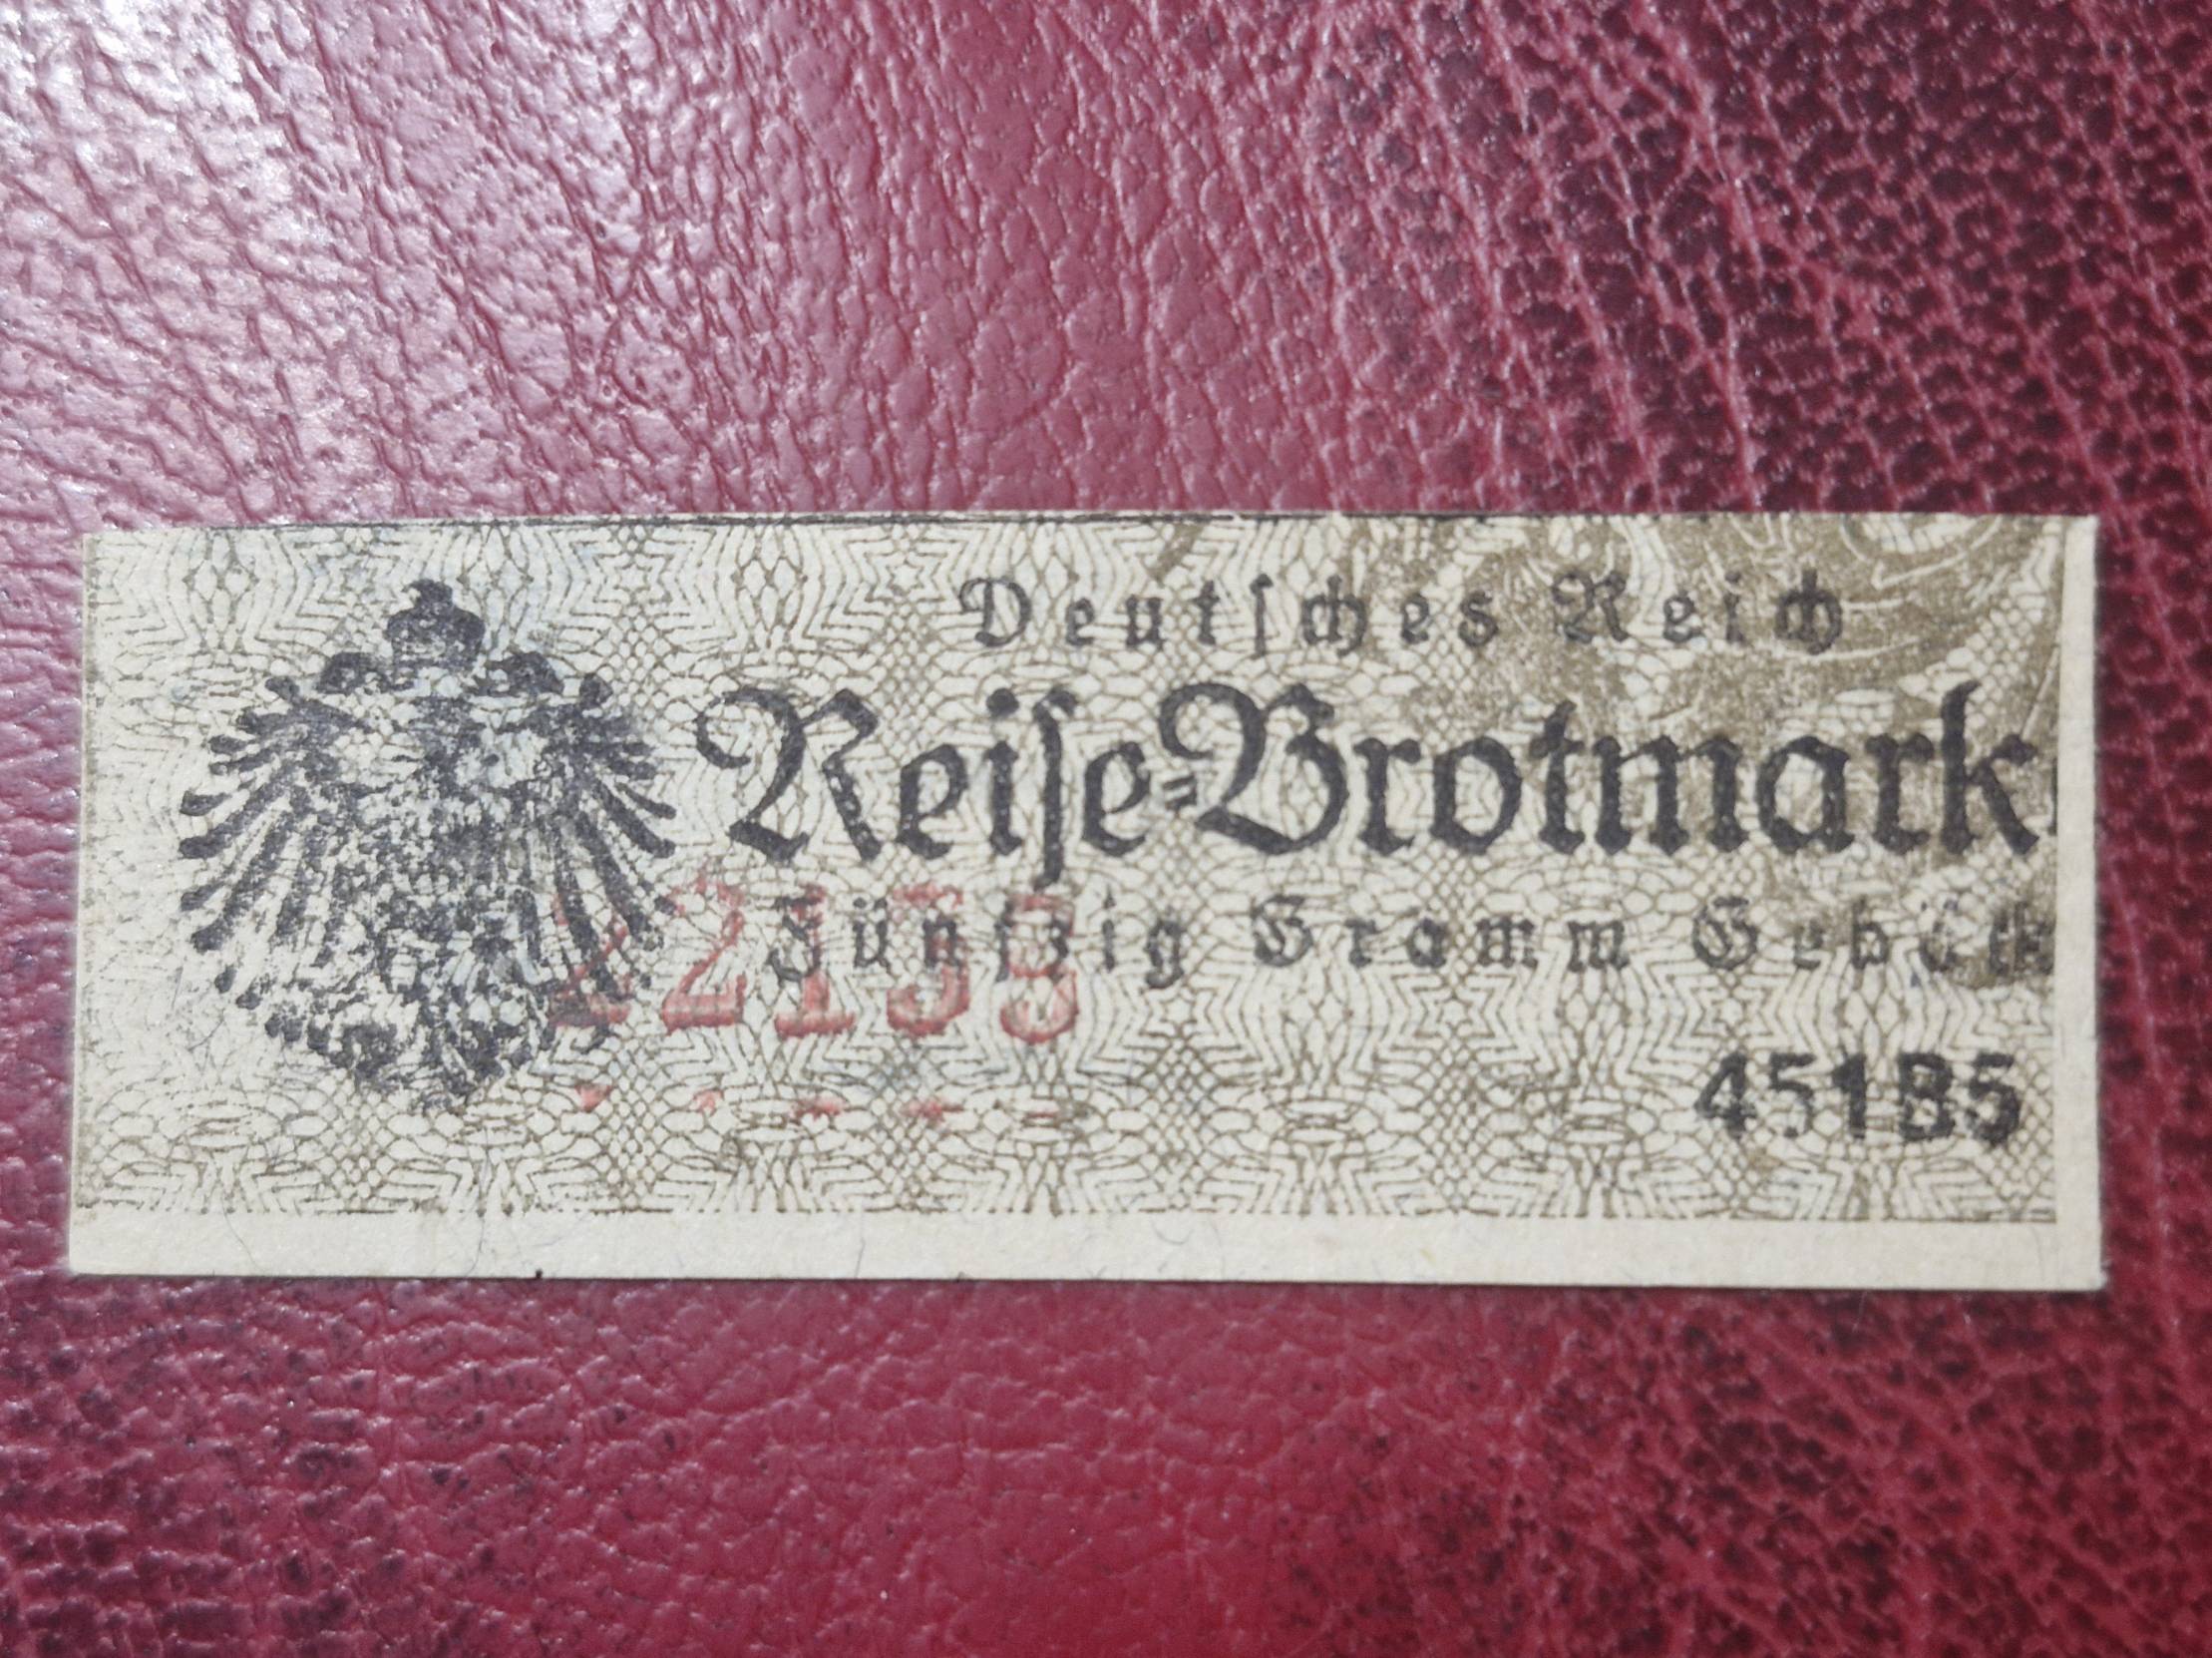 Deutsches Reich
Reise-Brotmark
Fünfzig Gramm Gebäck
45185